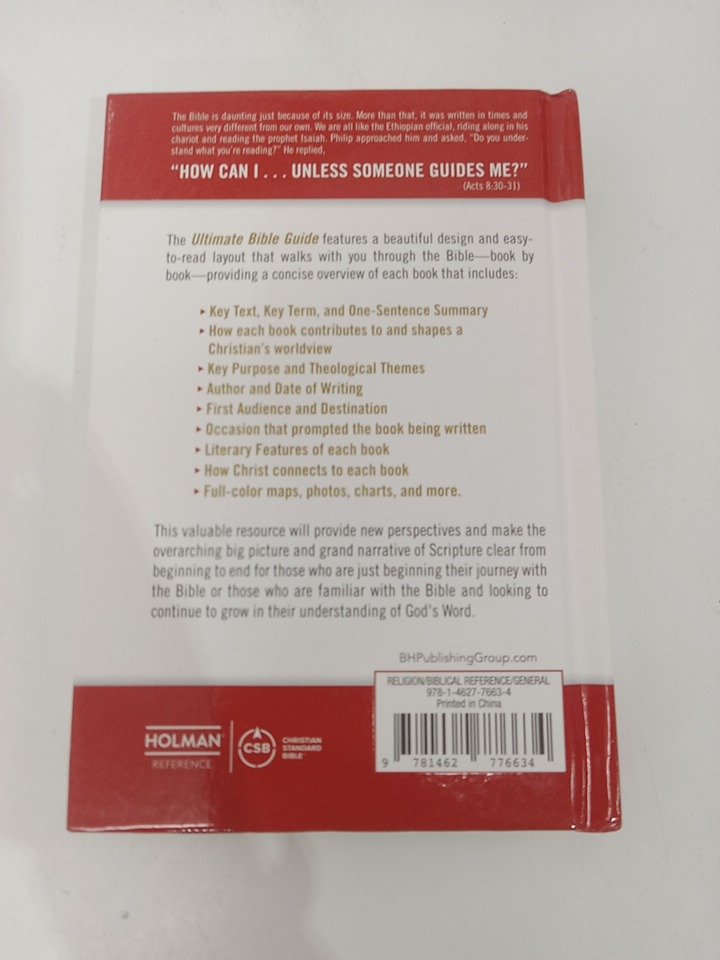 The Bible is daunting just because of its size. More than that, it was written in times and
cultures very different from our own. We are all like the Ethiopian official, riding along in his
chariot and reading the prophet Isaiah. Philip approached him and asked, "Do you under-
stand what you're reading?" He replied,
"HOW CAN I . . . UNLESS SOMEONE GUIDES ME?"
(Acts 8:30-31)
The Ultimate Bible Guide features a beautiful design and easy-
to-read layout that walks with you through the Bible—book by
book—providing a concise overview of each book that includes:
▸ Key Text, Key Term, and One-Sentence Summary
▸ How each book contributes to and shapes a
Christian's worldview
▸ Key Purpose and Theological Themes
▸ Author and Date of Writing
▸ First Audience and Destination
▸ Occasion that prompted the book being written
▸ Literary Features of each book
▸ How Christ connects to each book
▸ Full-color maps, photos, charts, and more.
This valuable resource will provide new perspectives and make the
overarching big picture and grand narrative of Scripture clear from
beginning to end for those who are just beginning their journey with
the Bible or those who are familiar with the Bible and looking to
continue to grow in their understanding of God's Word.
BHPublishingGroup.com
RELIGION/BIBLICAL REFERENCE/GENERAL
978-1-4627-7663-4
Printed in China
9 781462 776634
HOLMAN
REFERENCE
CSB
CHRISTIAN
STANDARD
BIBLE